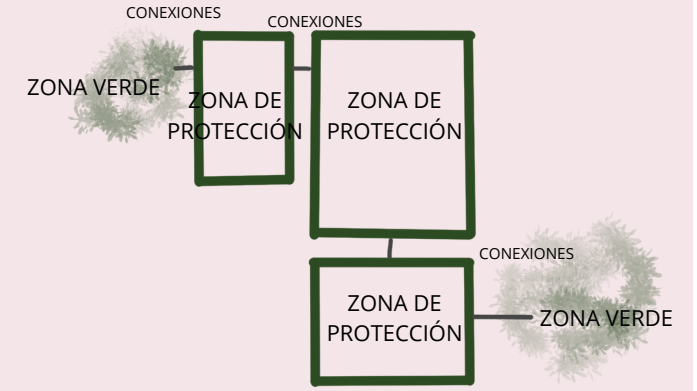 CONEXIONES
CONEXIONES
ZONA VERDE
ZONA DE
PROTECCIÓN
ZONA DE
PROTECCIÓN
CONEXIONES
ZONA DE
PROTECCIÓN
ZONA VERDE